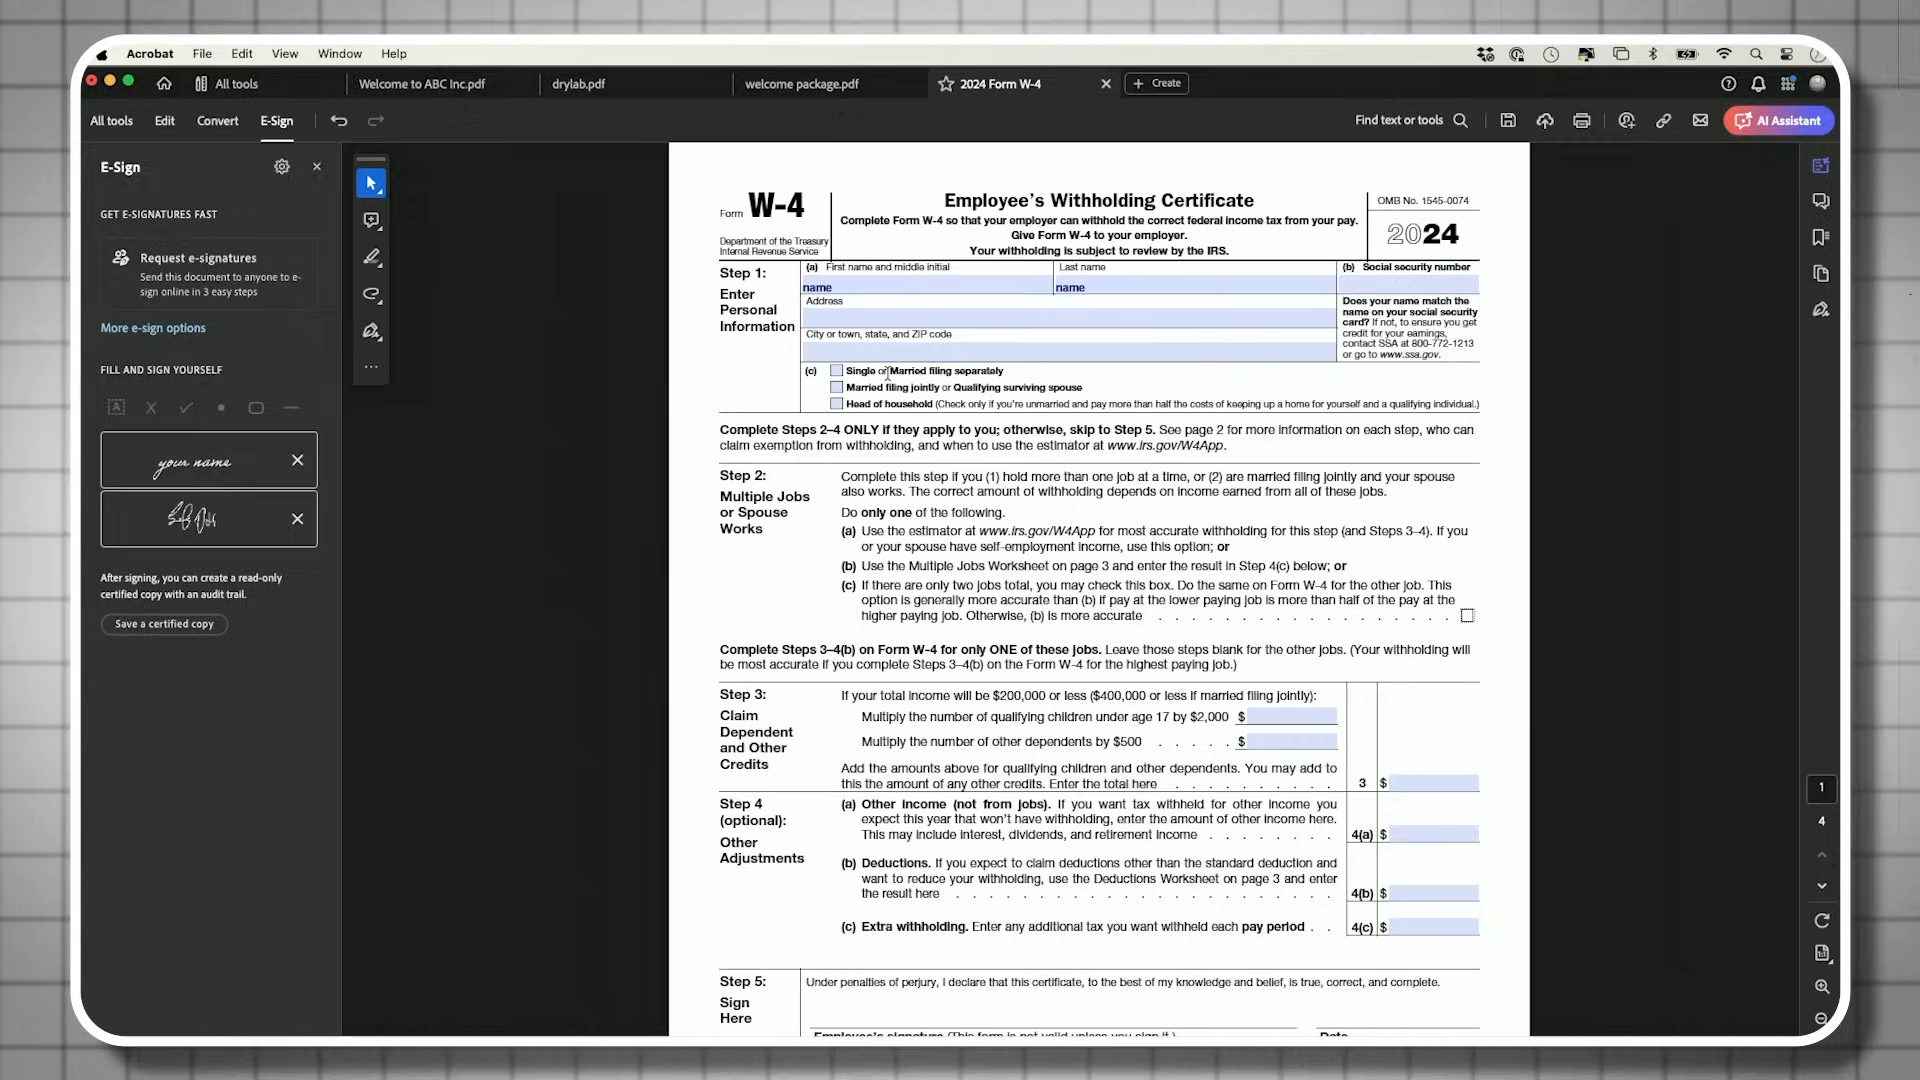 Acrobat File Edit View Window Help
All tools Welcome to ABC Inc.pdf drylab.pdf welcome package.pdf 2024 Form W-4 + Create
All tools Edit Convert E-Sign Find text or tools AI Assistant
E-Sign
GET E-SIGNATURES FAST
Request e-signatures
Send this document to anyone to e-
sign online in 3 easy steps
More e-sign options
FILL AND SIGN YOURSELF
your name
After signing, you can create a read-only
certified copy with an audit trail.
Save a certified copy
Form W-4
Department of the Treasury
Internal Revenue Service
Employee's Withholding Certificate
Complete Form W-4 so that your employer can withhold the correct federal income tax from your pay.
Give Form W-4 to your employer.
Your withholding is subject to review by the IRS.
OMB No. 1545-0074
2024
Step 1:
Enter
Personal
Information
(a) First name and middle initial Last name (b) Social security number
name name
Address
City or town, state, and ZIP code
Does your name match the
name on your social security
card? If not, to ensure you get
credit for your earnings,
contact SSA at 800-772-1213
or go to www.ssa.gov.
(c) Single or Married filing separately
Married filing jointly or Qualifying surviving spouse
Head of household (Check only if you're unmarried and pay more than half the costs of keeping up a home for yourself and a qualifying individual.)
Complete Steps 2–4 ONLY if they apply to you; otherwise, skip to Step 5. See page 2 for more information on each step, who can
claim exemption from withholding, and when to use the estimator at www.irs.gov/W4App.
Step 2:
Multiple Jobs
or Spouse
Works
Complete this step if you (1) hold more than one job at a time, or (2) are married filing jointly and your spouse
also works. The correct amount of withholding depends on income earned from all of these jobs.
Do only one of the following.
(a) Use the estimator at www.irs.gov/W4App for most accurate withholding for this step (and Steps 3–4). If you
or your spouse have self-employment income, use this option; or
(b) Use the Multiple Jobs Worksheet on page 3 and enter the result in Step 4(c) below; or
(c) If there are only two jobs total, you may check this box. Do the same on Form W-4 for the other job. This
option is generally more accurate than (b) if pay at the lower paying job is more than half of the pay at the
higher paying job. Otherwise, (b) is more accurate . . . . . . . . . . . . . . . .
Complete Steps 3–4(b) on Form W-4 for only ONE of these jobs. Leave those steps blank for the other jobs. (Your withholding will
be most accurate if you complete Steps 3–4(b) on the Form W-4 for the highest paying job.)
Step 3:
Claim
Dependent
and Other
Credits
If your total income will be $200,000 or less ($400,000 or less if married filing jointly):
Multiply the number of qualifying children under age 17 by $2,000 $
Multiply the number of other dependents by $500 . . . . . $
Add the amounts above for qualifying children and other dependents. You may add to
this the amount of any other credits. Enter the total here . . . . . . . . . . 3 $
Step 4
(optional):
Other
Adjustments
(a) Other income (not from jobs). If you want tax withheld for other income you
expect this year that won't have withholding, enter the amount of other income here.
This may include interest, dividends, and retirement income . . . . . . . 4(a) $
(b) Deductions. If you expect to claim deductions other than the standard deduction and
want to reduce your withholding, use the Deductions Worksheet on page 3 and enter
the result here . . . . . . . . . . . . . . . . . . 4(b) $
(c) Extra withholding. Enter any additional tax you want withheld each pay period . . 4(c) $
Step 5:
Sign
Here
Under penalties of perjury, I declare that this certificate, to the best of my knowledge and belief, is true, correct, and complete.
Employee's signature (This form is not valid unless you sign it.) Date
1
4